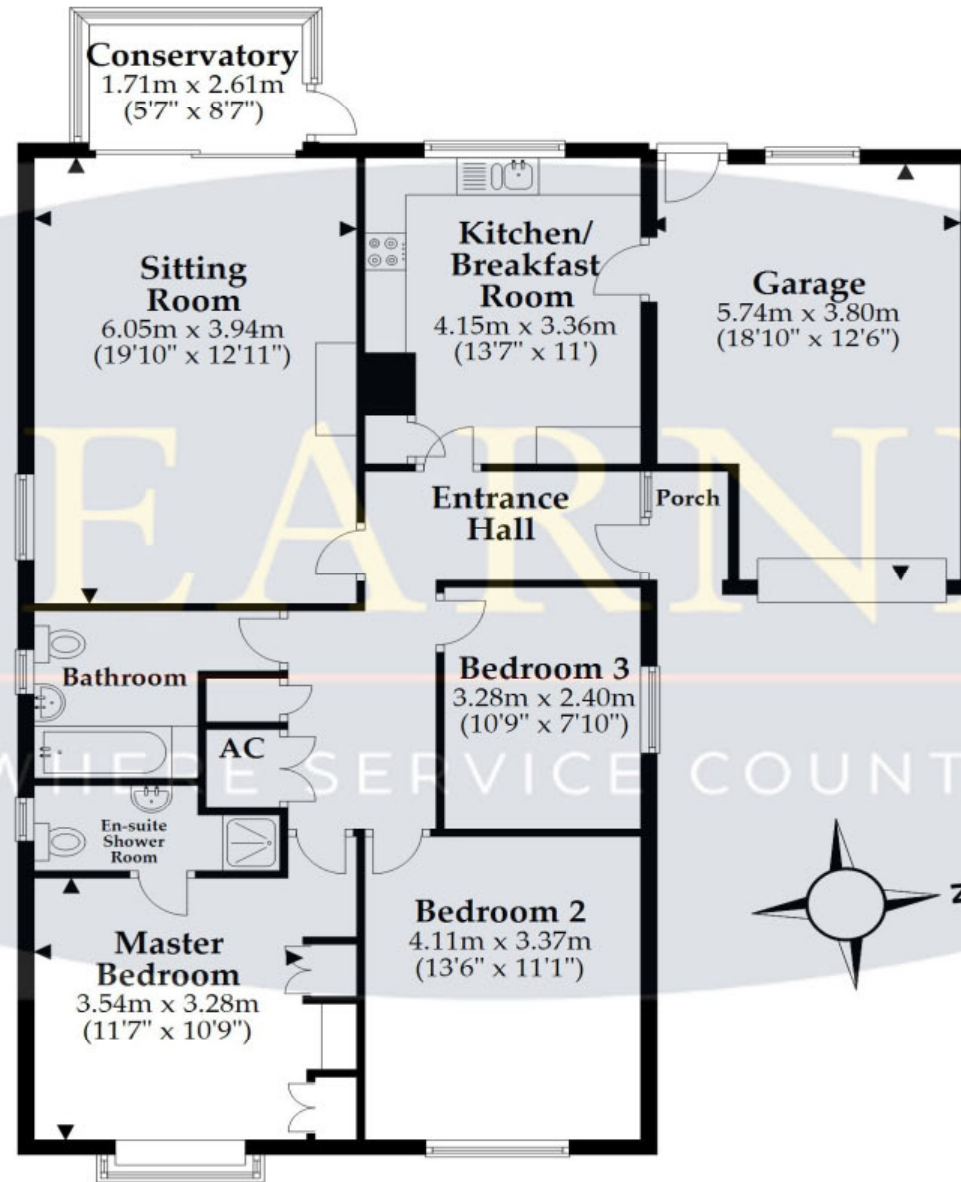 Conservatory
1.71m x 2.61m
(5'7" x 8'7")
Sitting
Room
6.05m x 3.94m
(19'10" x 12'11")
Kitchen/
Breakfast
Room
4.15m x 3.36m
(13'7" x 11')
Garage
5.74m x 3.80m
(18'10" x 12'6")
EARN
Entrance
Hall
Porch
Bathroom
Bedroom 3
3.28m x 2.40m
(10'9" x 7'10")
AC
WHERE SERVICE COUNT
En-suite
Shower
Room
Master
Bedroom
3.54m x 3.28m
(11'7" x 10'9")
Bedroom 2
4.11m x 3.37m
(13'6" x 11'1")
N